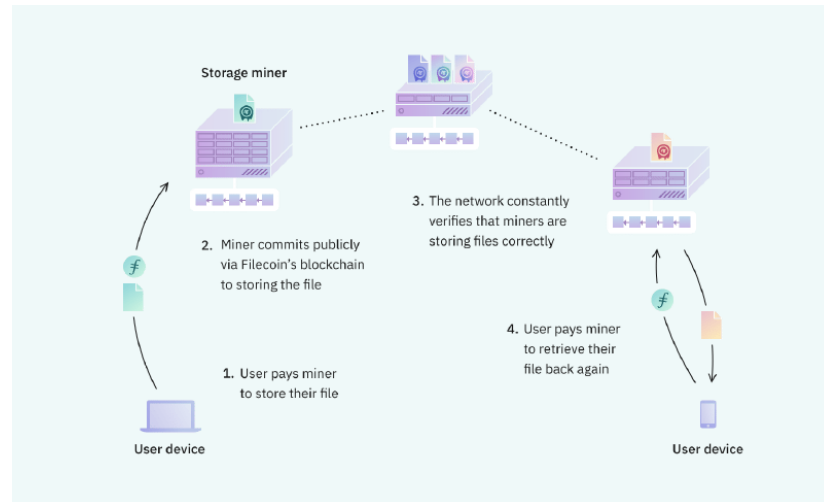 Storage miner
3. The network constantly
verifies that miners are
storing files correctly
2. Miner commits publicly
via Filecoin's blockchain
to storing the file
4. User pays miner
to retrieve their
file back again
1. User pays miner
to store their file
User device
User device